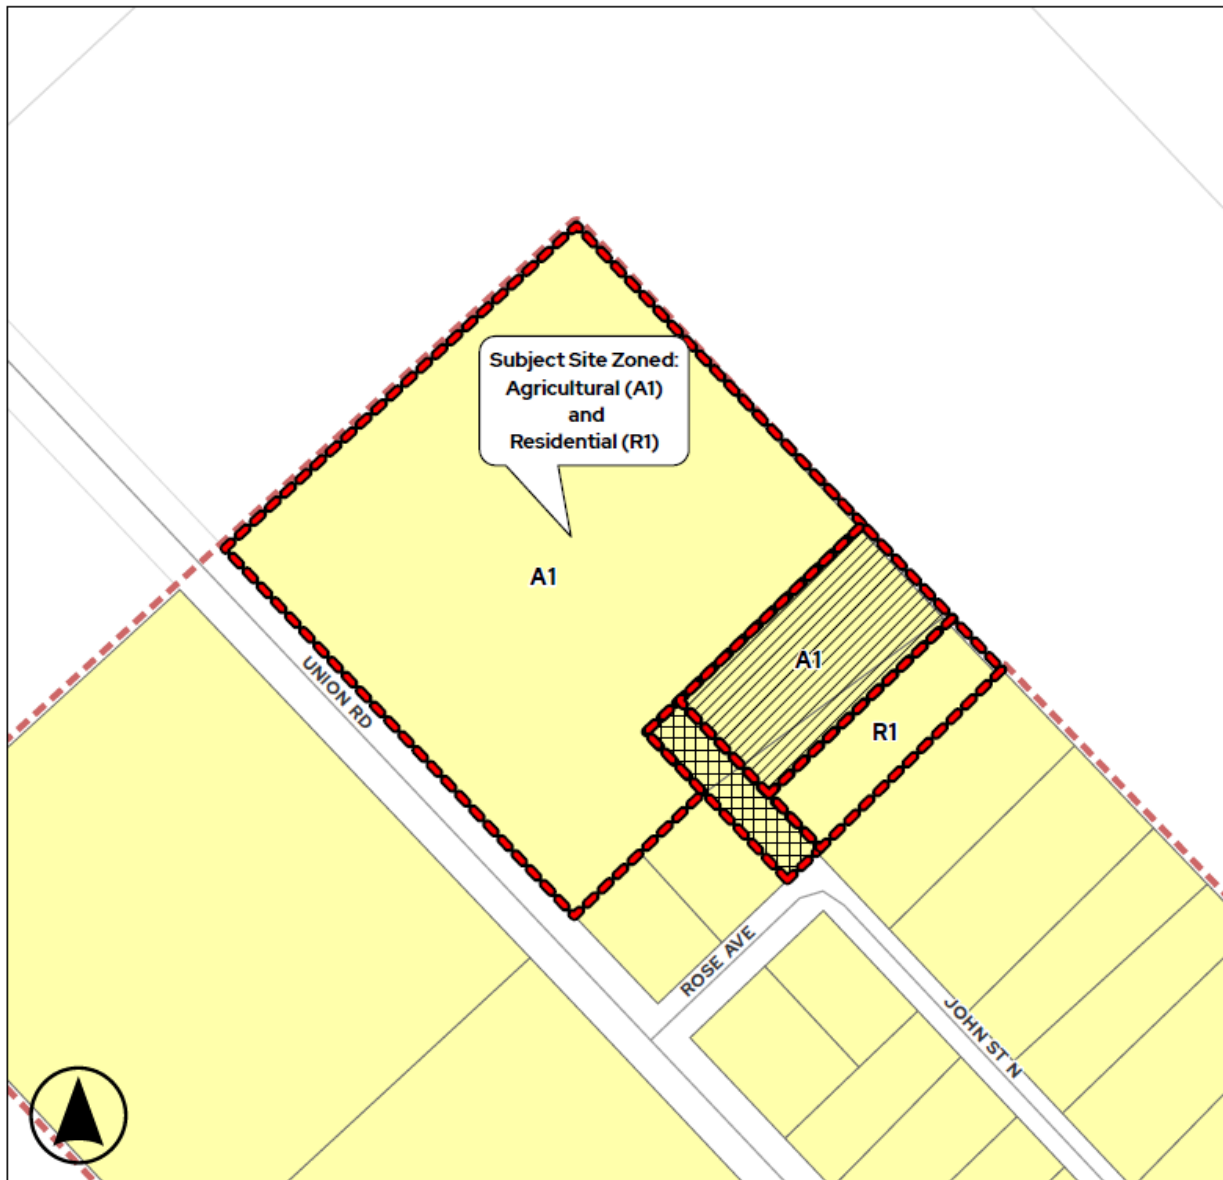 Subject Site Zoned:
Agricultural (A1)
and
Residential (R1)
A1
A1
R1
UNION RD
ROSE AVE
JOHN ST N